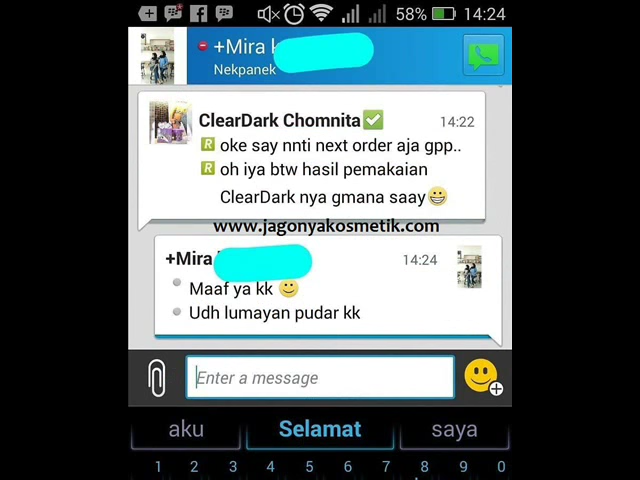 58% 14:24
+Mira
Nekpanek
ClearDark Chomnita 14:22
R oke say nnti next order aja gpp..
R oh iya btw hasil pemakaian
ClearDark nya gmana saay
www.jagonyakosmetik.com
+Mira 14:24
Maaf ya kk
Udh lumayan pudar kk
Enter a message
aku Selamat saya
1 2 3 4 5 6 7 8 9 0